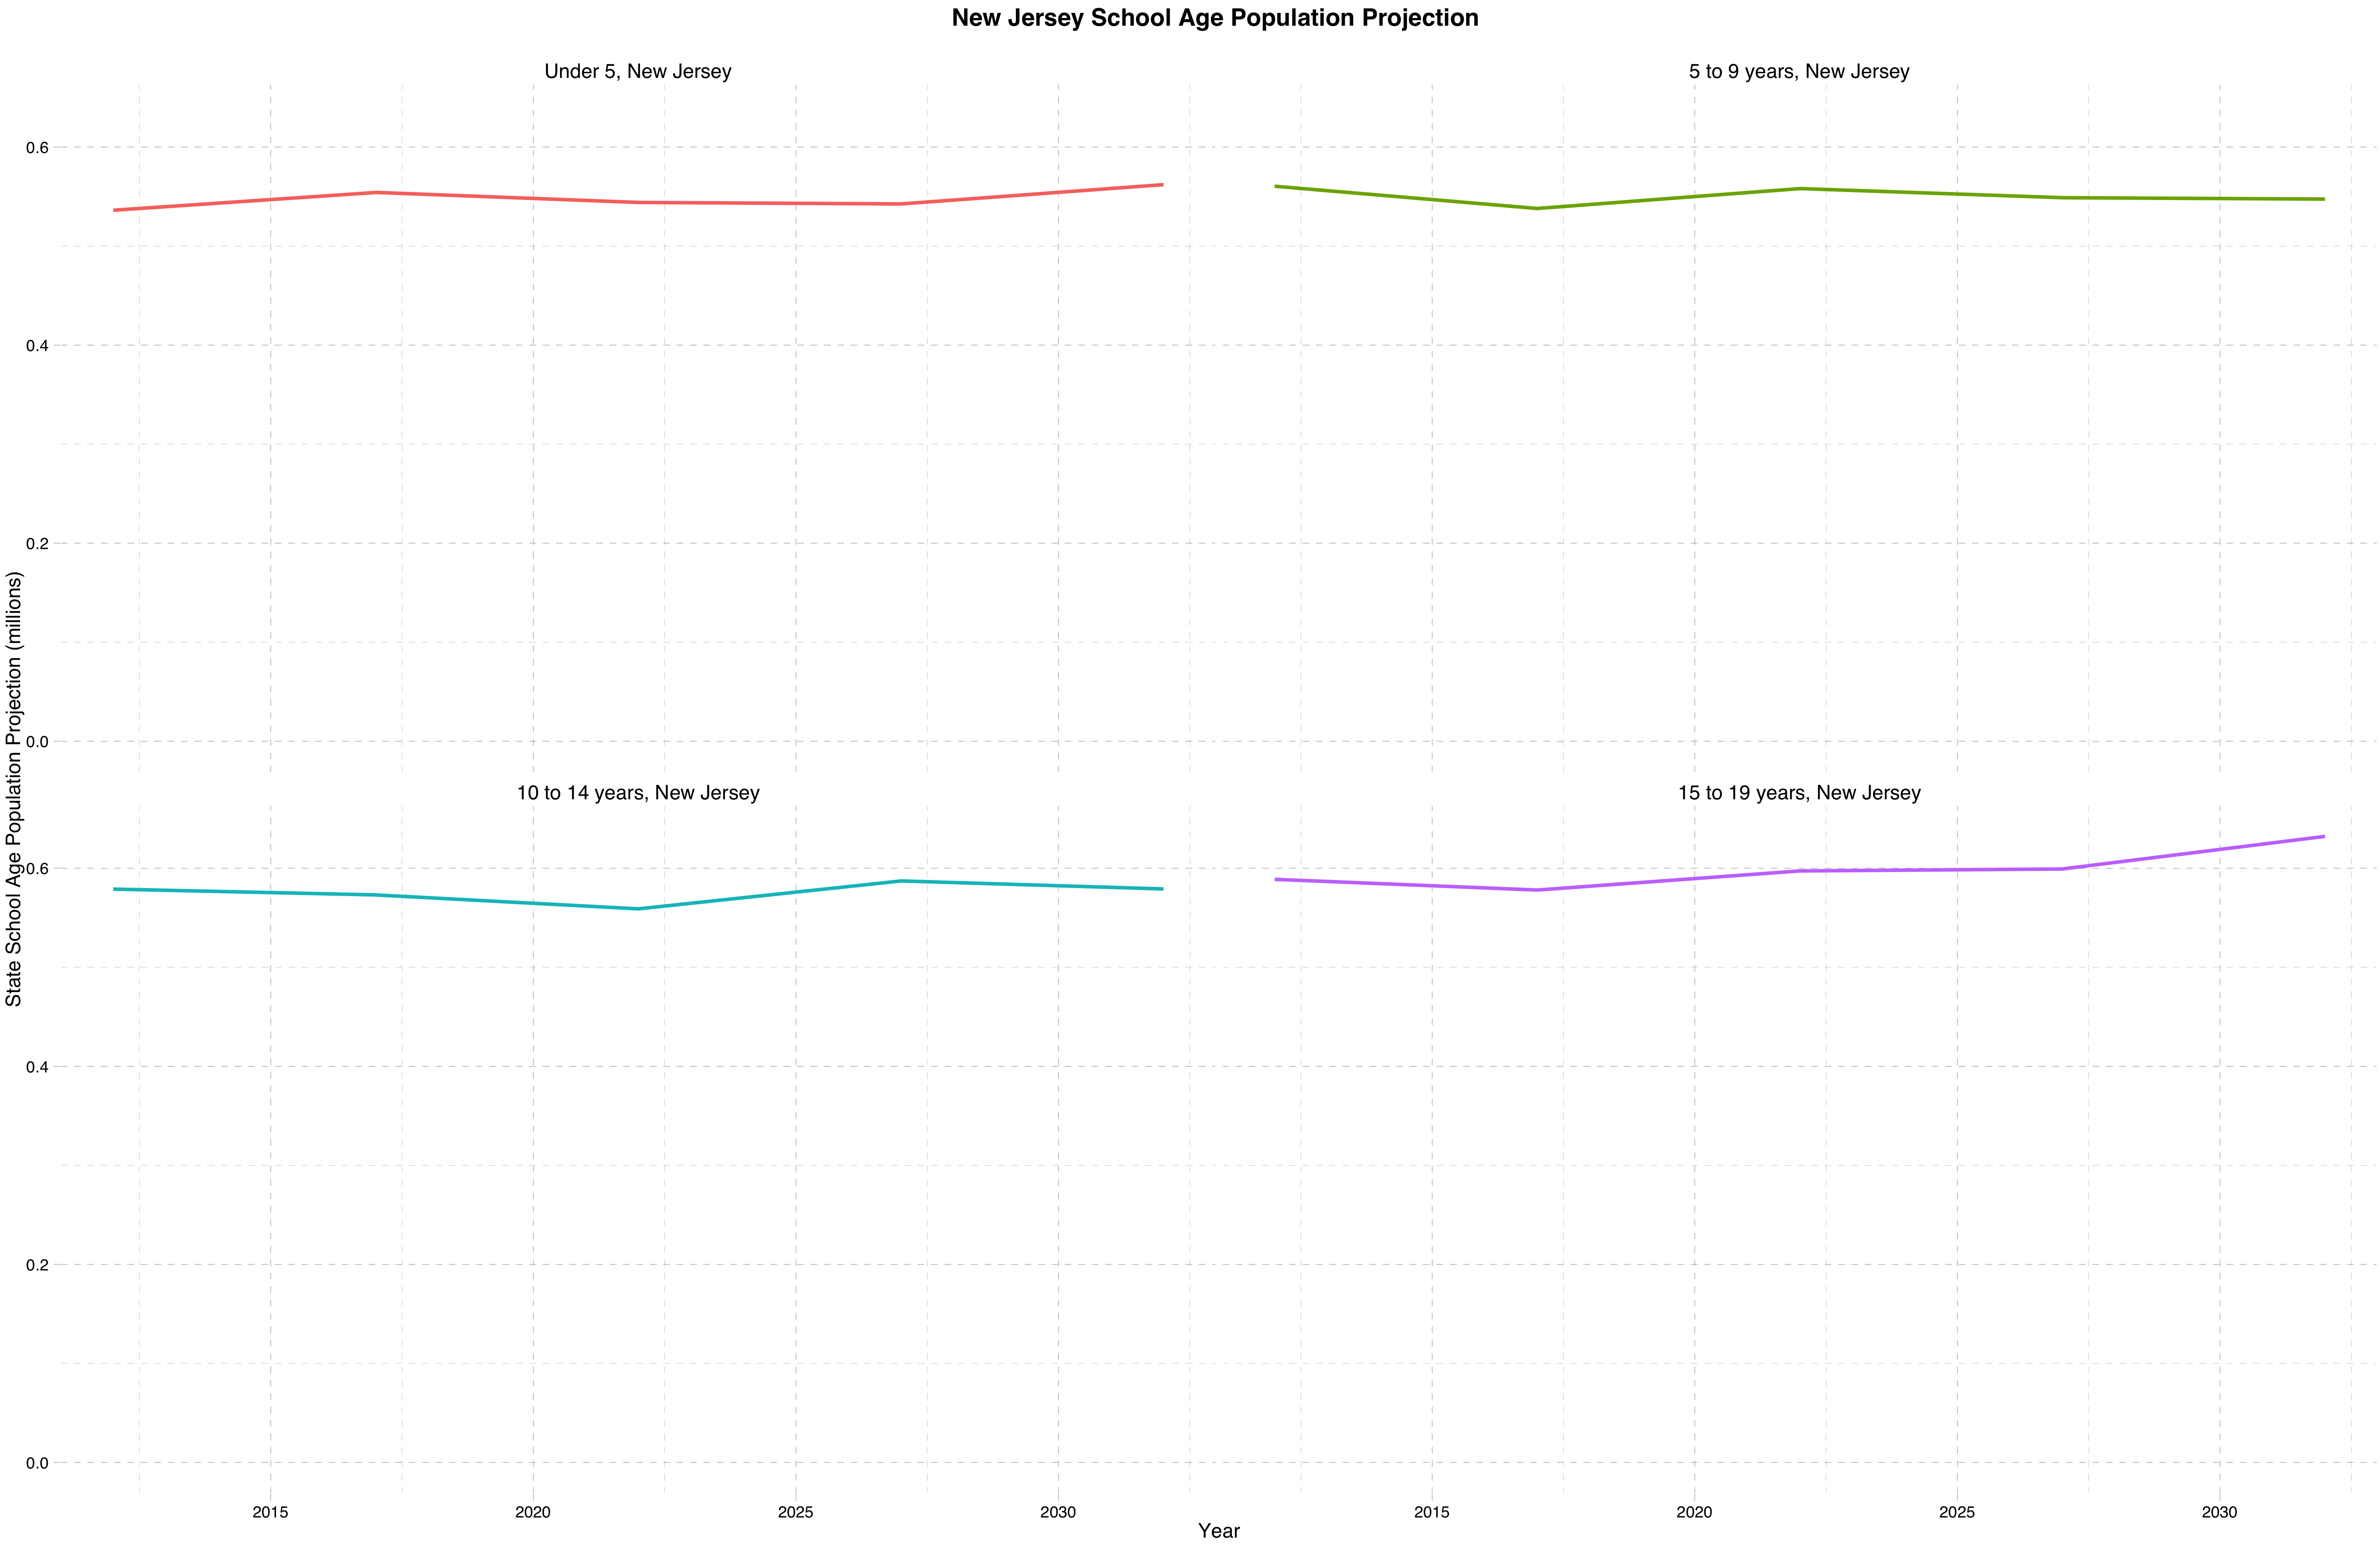 New Jersey School Age Population Projection
Under 5, New Jersey
5 to 9 years, New Jersey
0.6
0.4
0.2
0.0
State School Age Population Projection (millions)
10 to 14 years, New Jersey
15 to 19 years, New Jersey
0.6
0.4
0.2
0.0
2015 2020 2025 2030 2015 2020 2025 2030
Year